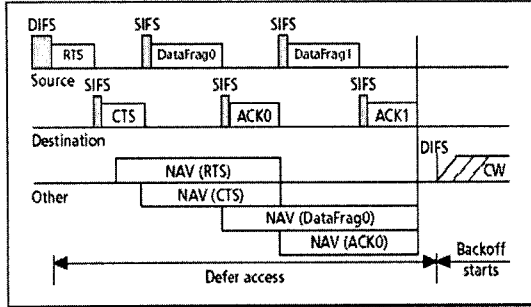 DIFS SIFS SIFS
RTS DataFrag0 DataFrag1
Source SIFS SIFS SIFS
CTS ACK0 ACK1
Destination DIFS
NAV (RTS) CW
Other NAV (CTS)
NAV (DataFrag0)
NAV (ACK0)
Defer access Backoff
starts